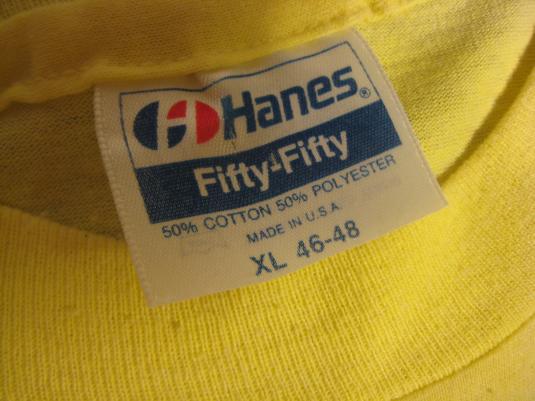 Hanes®
Fifty-Fifty
50% COTTON 50% POLYESTER
MADE IN U.S.A.
XL 46-48